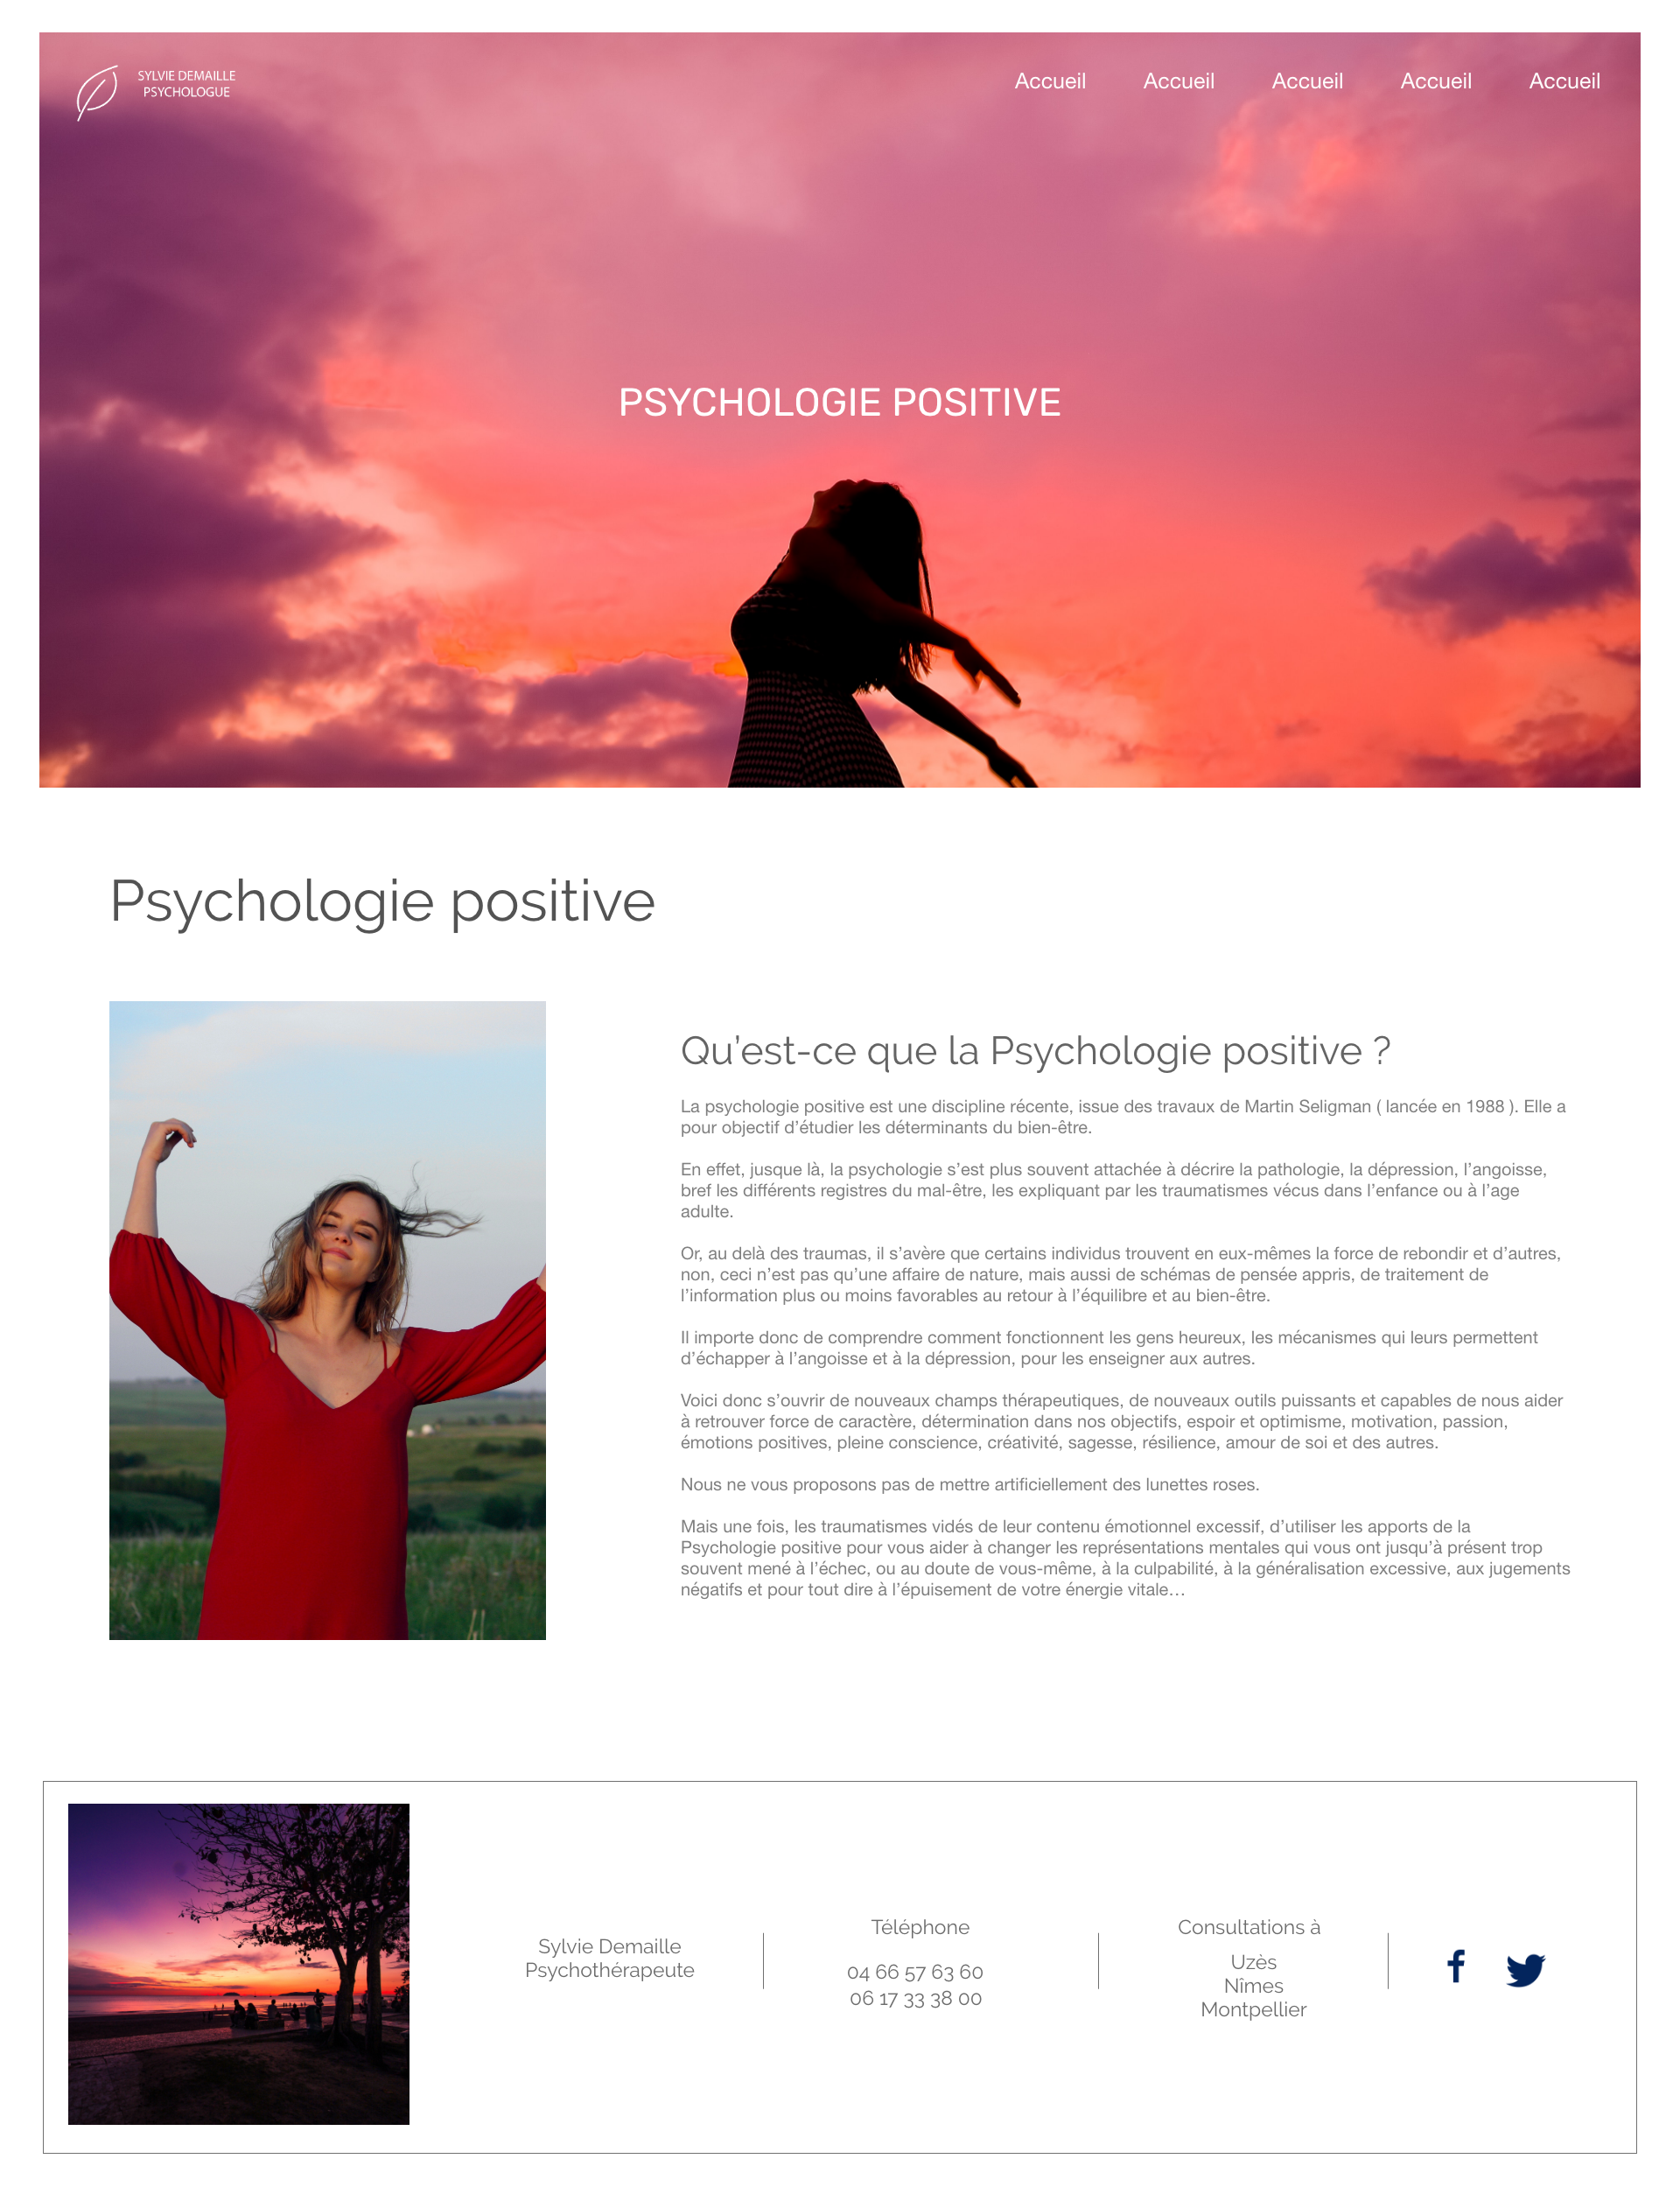 SYLVIE DEMAILLE
PSYCHOLOGUE
Accueil Accueil Accueil Accueil Accueil
PSYCHOLOGIE POSITIVE
Psychologie positive
Qu’est-ce que la Psychologie positive ?
La psychologie positive est une discipline récente, issue des travaux de Martin Seligman ( lancée en 1988 ). Elle a
pour objectif d’étudier les déterminants du bien-être.
En effet, jusque là, la psychologie s’est plus souvent attachée à décrire la pathologie, la dépression, l’angoisse,
bref les différents registres du mal-être, les expliquant par les traumatismes vécus dans l’enfance ou à l’age
adulte.
Or, au delà des traumas, il s’avère que certains individus trouvent en eux-mêmes la force de rebondir et d’autres,
non, ceci n’est pas qu’une affaire de nature, mais aussi de schémas de pensée appris, de traitement de
l’information plus ou moins favorables au retour à l’équilibre et au bien-être.
Il importe donc de comprendre comment fonctionnent les gens heureux, les mécanismes qui leurs permettent
d’échapper à l’angoisse et à la dépression, pour les enseigner aux autres.
Voici donc s’ouvrir de nouveaux champs thérapeutiques, de nouveaux outils puissants et capables de nous aider
à retrouver force de caractère, détermination dans nos objectifs, espoir et optimisme, motivation, passion,
émotions positives, pleine conscience, créativité, sagesse, résilience, amour de soi et des autres.
Nous ne vous proposons pas de mettre artificiellement des lunettes roses.
Mais une fois, les traumatismes vidés de leur contenu émotionnel excessif, d’utiliser les apports de la
Psychologie positive pour vous aider à changer les représentations mentales qui vous ont jusqu’à présent trop
souvent mené à l’échec, ou au doute de vous-même, à la culpabilité, à la généralisation excessive, aux jugements
négatifs et pour tout dire à l’épuisement de votre énergie vitale…
Sylvie Demaille
Psychothérapeute
Téléphone
04 66 57 63 60
06 17 33 38 00
Consultations à
Uzès
Nîmes
Montpellier